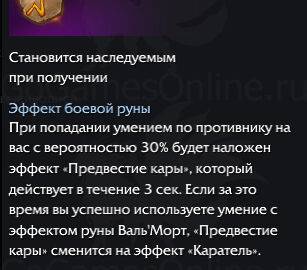 Становится наследуемым
при получении
Эффект боевой руны
При попадании умением по противнику на
вас с вероятностью 30% будет наложен
эффект «Предвестие кары», который
действует в течение 3 сек. Если за это
время вы успешно используете умение с
эффектом руны Валь'Морт, «Предвестие
кары» сменится на эффект «Каратель».